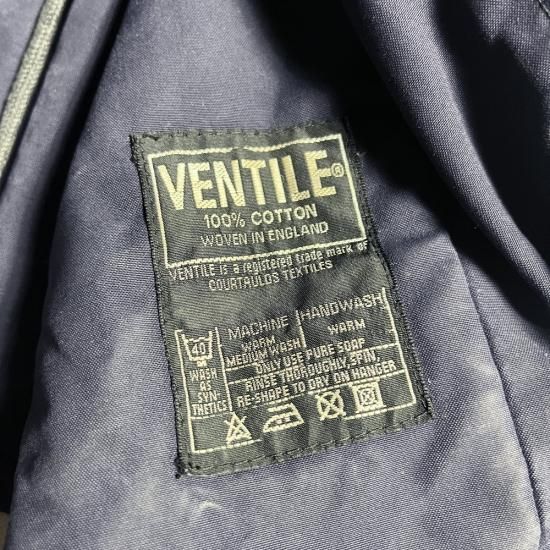 VENTILE®
100% COTTON
WOVEN IN ENGLAND
VENTILE is a registered trade mark of
COURTAULDS TEXTILES
40
WASH
AS
SYN-
THETICS
MACHINE
WARM
MEDIUM WASH
HANDWASH
WARM
ONLY USE PURE SOAP
RINSE THOROUGHLY, SPIN,
RE-SHAPE TO DRY ON HANGER